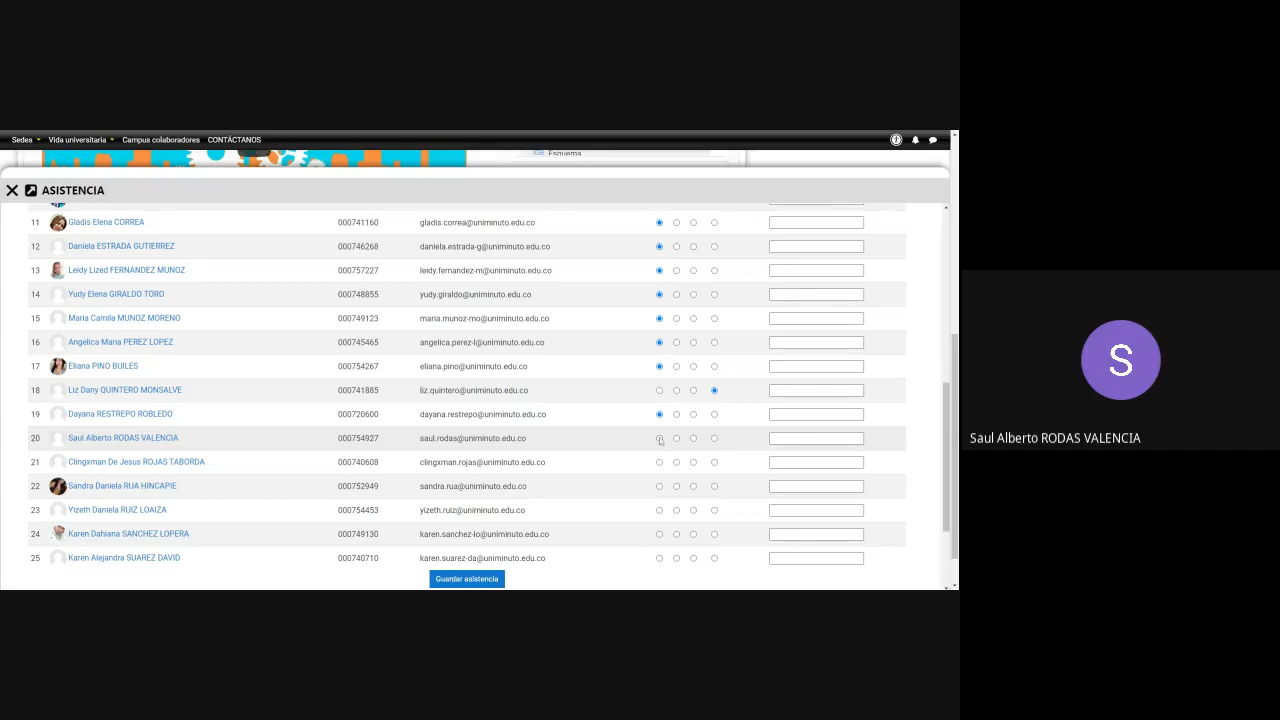 Sedes Vida universitaria Campus colaboradores CONTÁCTANOS
Esquema
ASISTENCIA
11 Gladis Elena CORREA 000741160 gladis.correa@uniminuto.edu.co
12 Daniela ESTRADA GUTIERREZ 000746268 daniela.estrada-g@uniminuto.edu.co
13 Leidy Lized FERNANDEZ MUNOZ 000757227 leidy.fernandez-m@uniminuto.edu.co
14 Yudy Elena GIRALDO TORO 000748855 yudy.giraldo@uniminuto.edu.co
15 Maria Camila MUNOZ MORENO 000749123 maria.munoz-mo@uniminuto.edu.co
16 Angelica Maria PEREZ LOPEZ 000745465 angelica.perez-l@uniminuto.edu.co
17 Eliana PINO BUILES 000754267 eliana.pino@uniminuto.edu.co
18 Liz Dany QUINTERO MONSALVE 000741885 liz.quintero@uniminuto.edu.co
19 Dayana RESTREPO ROBLEDO 000720600 dayana.restrepo@uniminuto.edu.co
20 Saul Alberto RODAS VALENCIA 000754927 saul.rodas@uniminuto.edu.co
21 Clingxman De Jesus ROJAS TABORDA 000740608 clingxman.rojas@uniminuto.edu.co
22 Sandra Daniela RUA HINCAPIE 000752949 sandra.rua@uniminuto.edu.co
23 Yizeth Daniela RUIZ LOAIZA 000754453 yizeth.ruiz@uniminuto.edu.co
24 Karen Dahiana SANCHEZ LOPERA 000749130 karen.sanchez-lo@uniminuto.edu.co
25 Karen Alejandra SUAREZ DAVID 000740710 karen.suarez-da@uniminuto.edu.co
Guardar asistencia
S
Saul Alberto RODAS VALENCIA